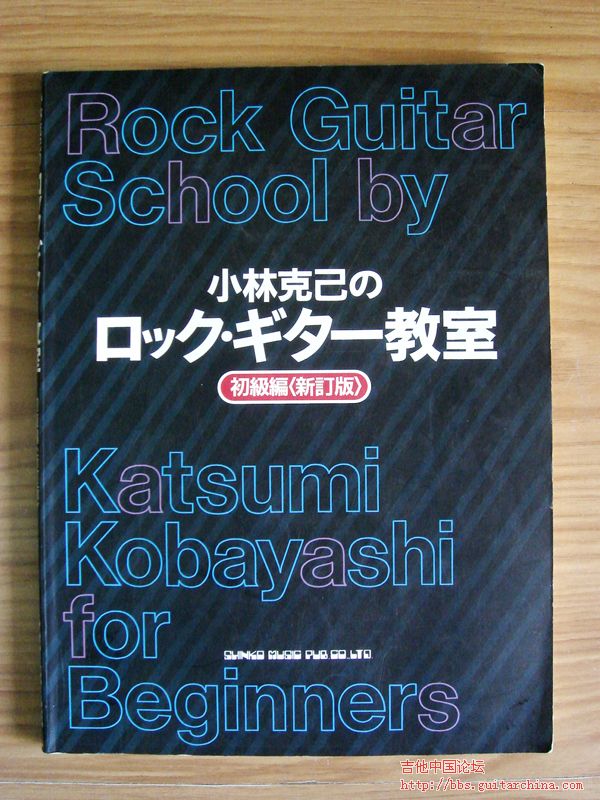 Rock Guitar
School by
小林克己の
ロック・ギター教室
初級編〈新訂版〉
Katsumi
Kobayashi
for
SHINKO MUSIC PUB.CO.,LTD.
Beginners
吉他中国论坛
http://bbs.guitarchina.com